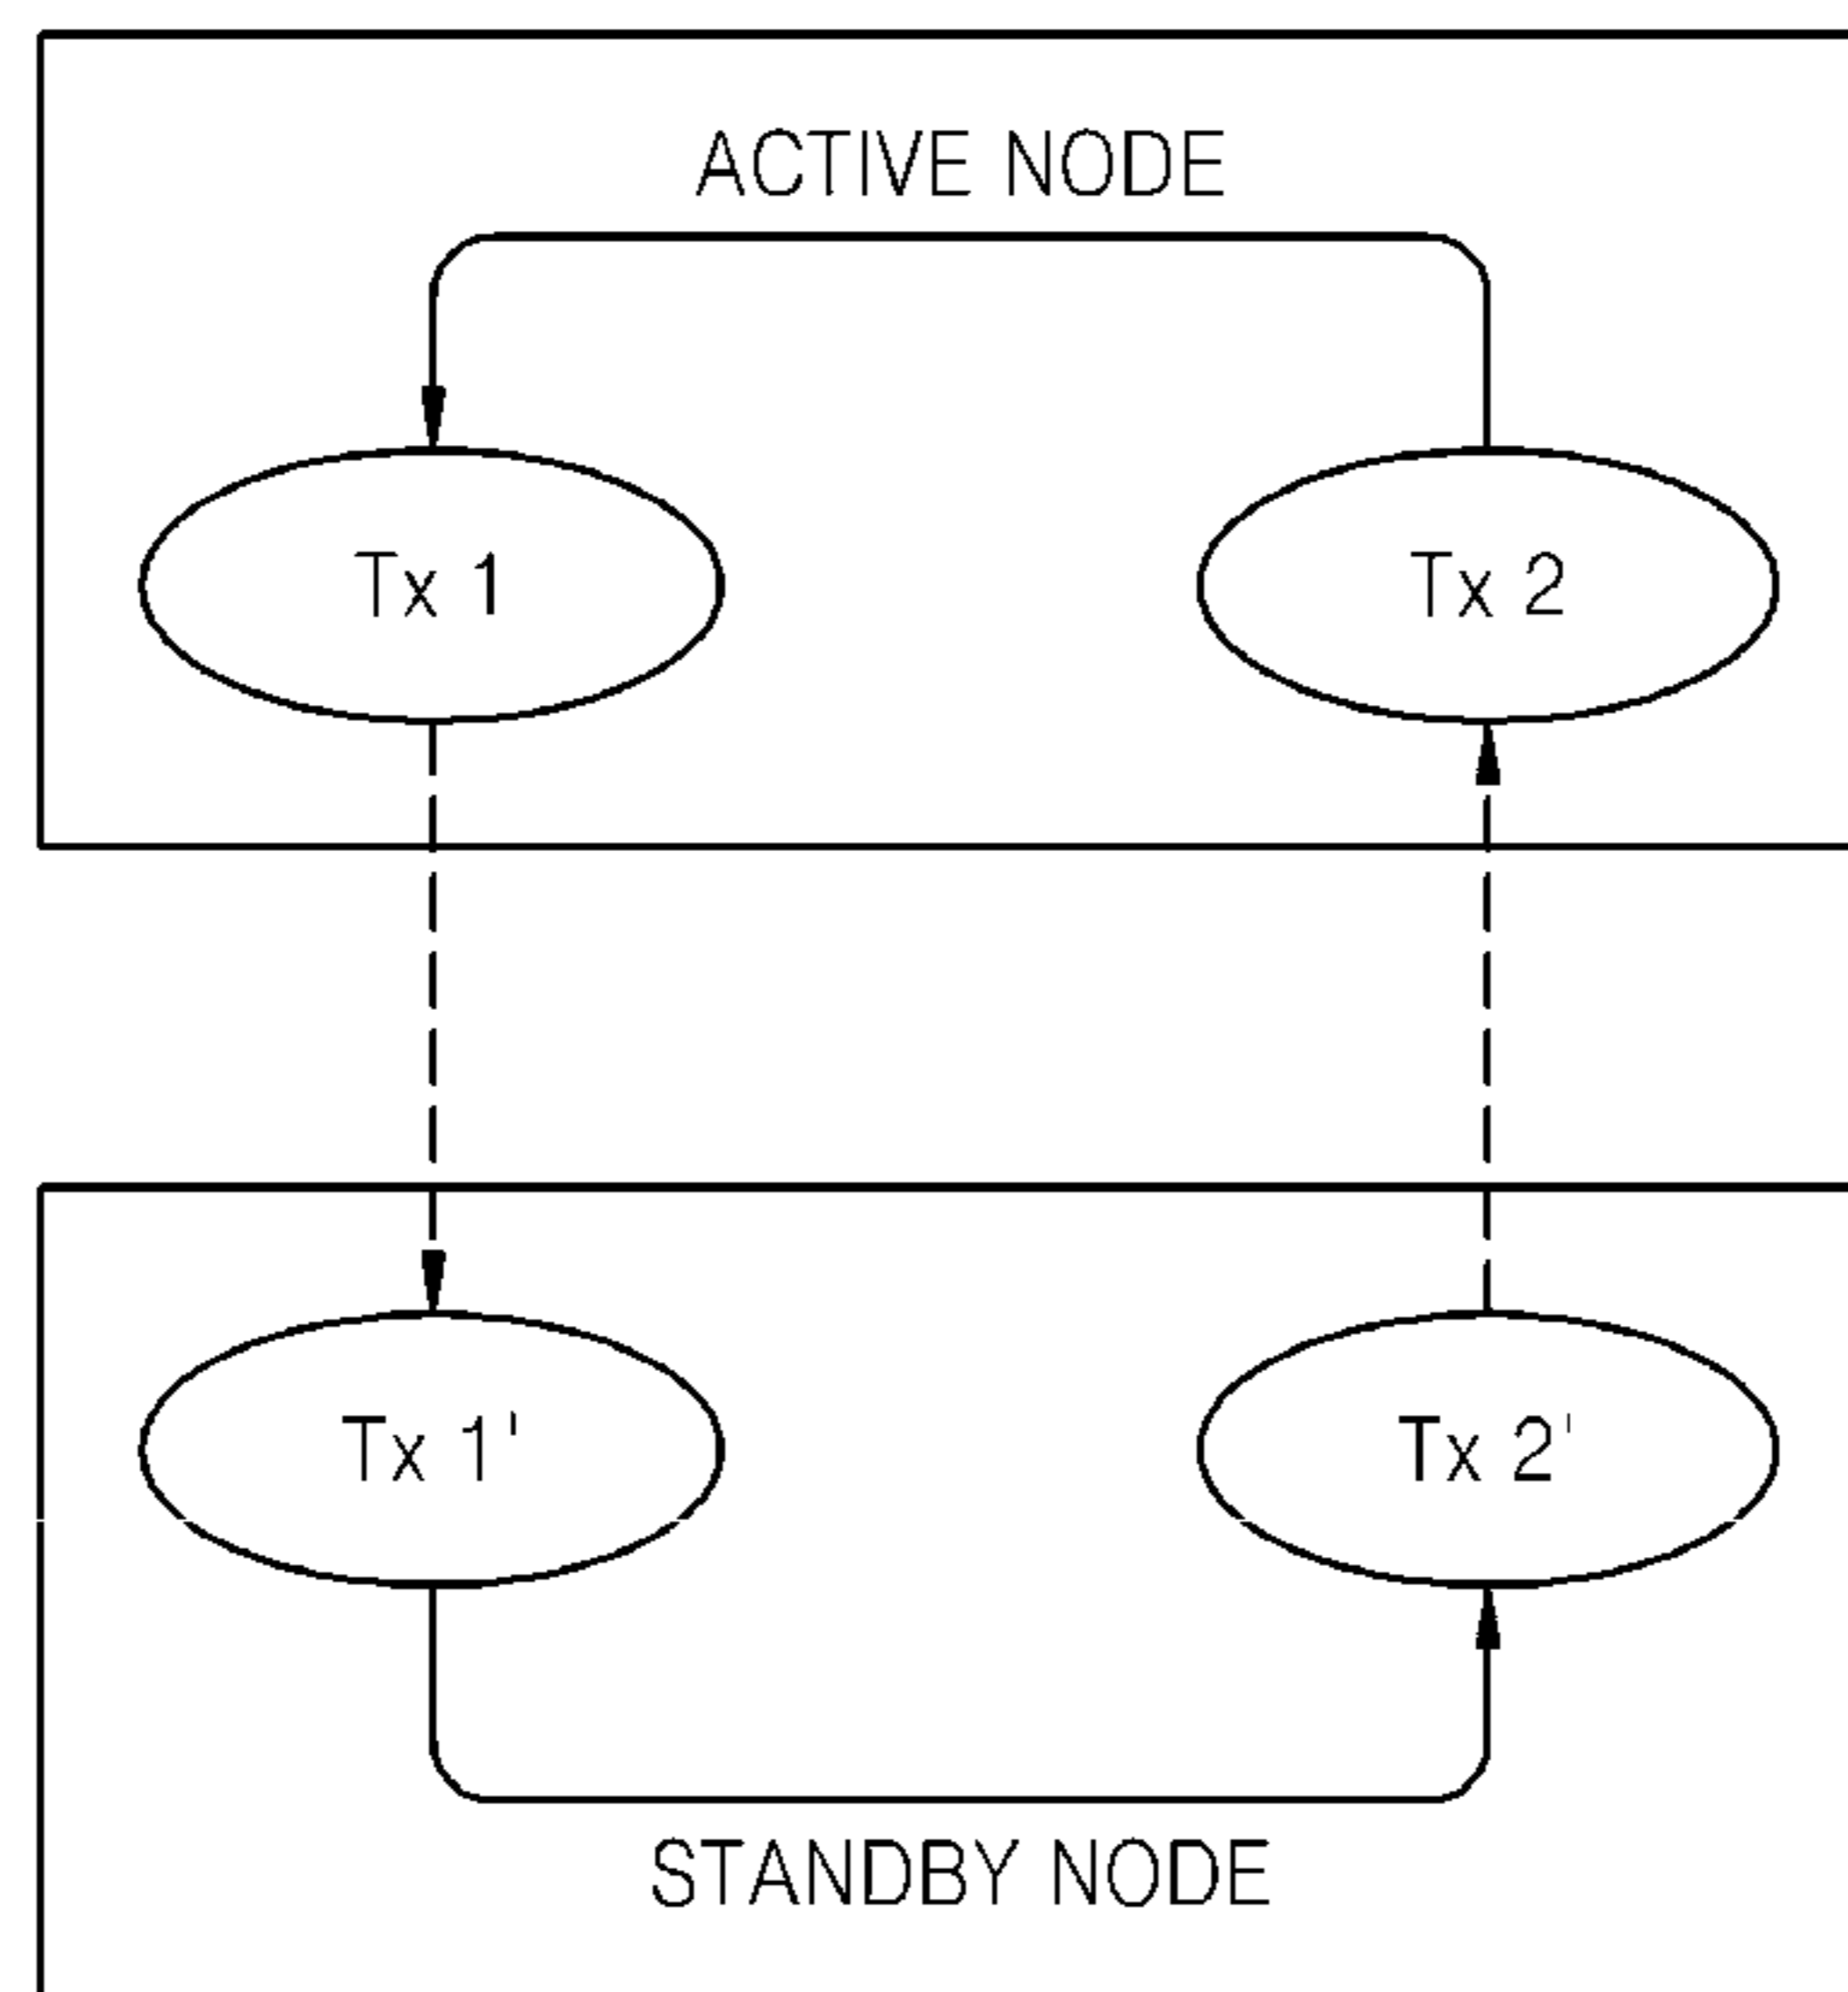 ACTIVE NODE
Tx 1
Tx 2
Tx 1'
Tx 2'
STANDBY NODE